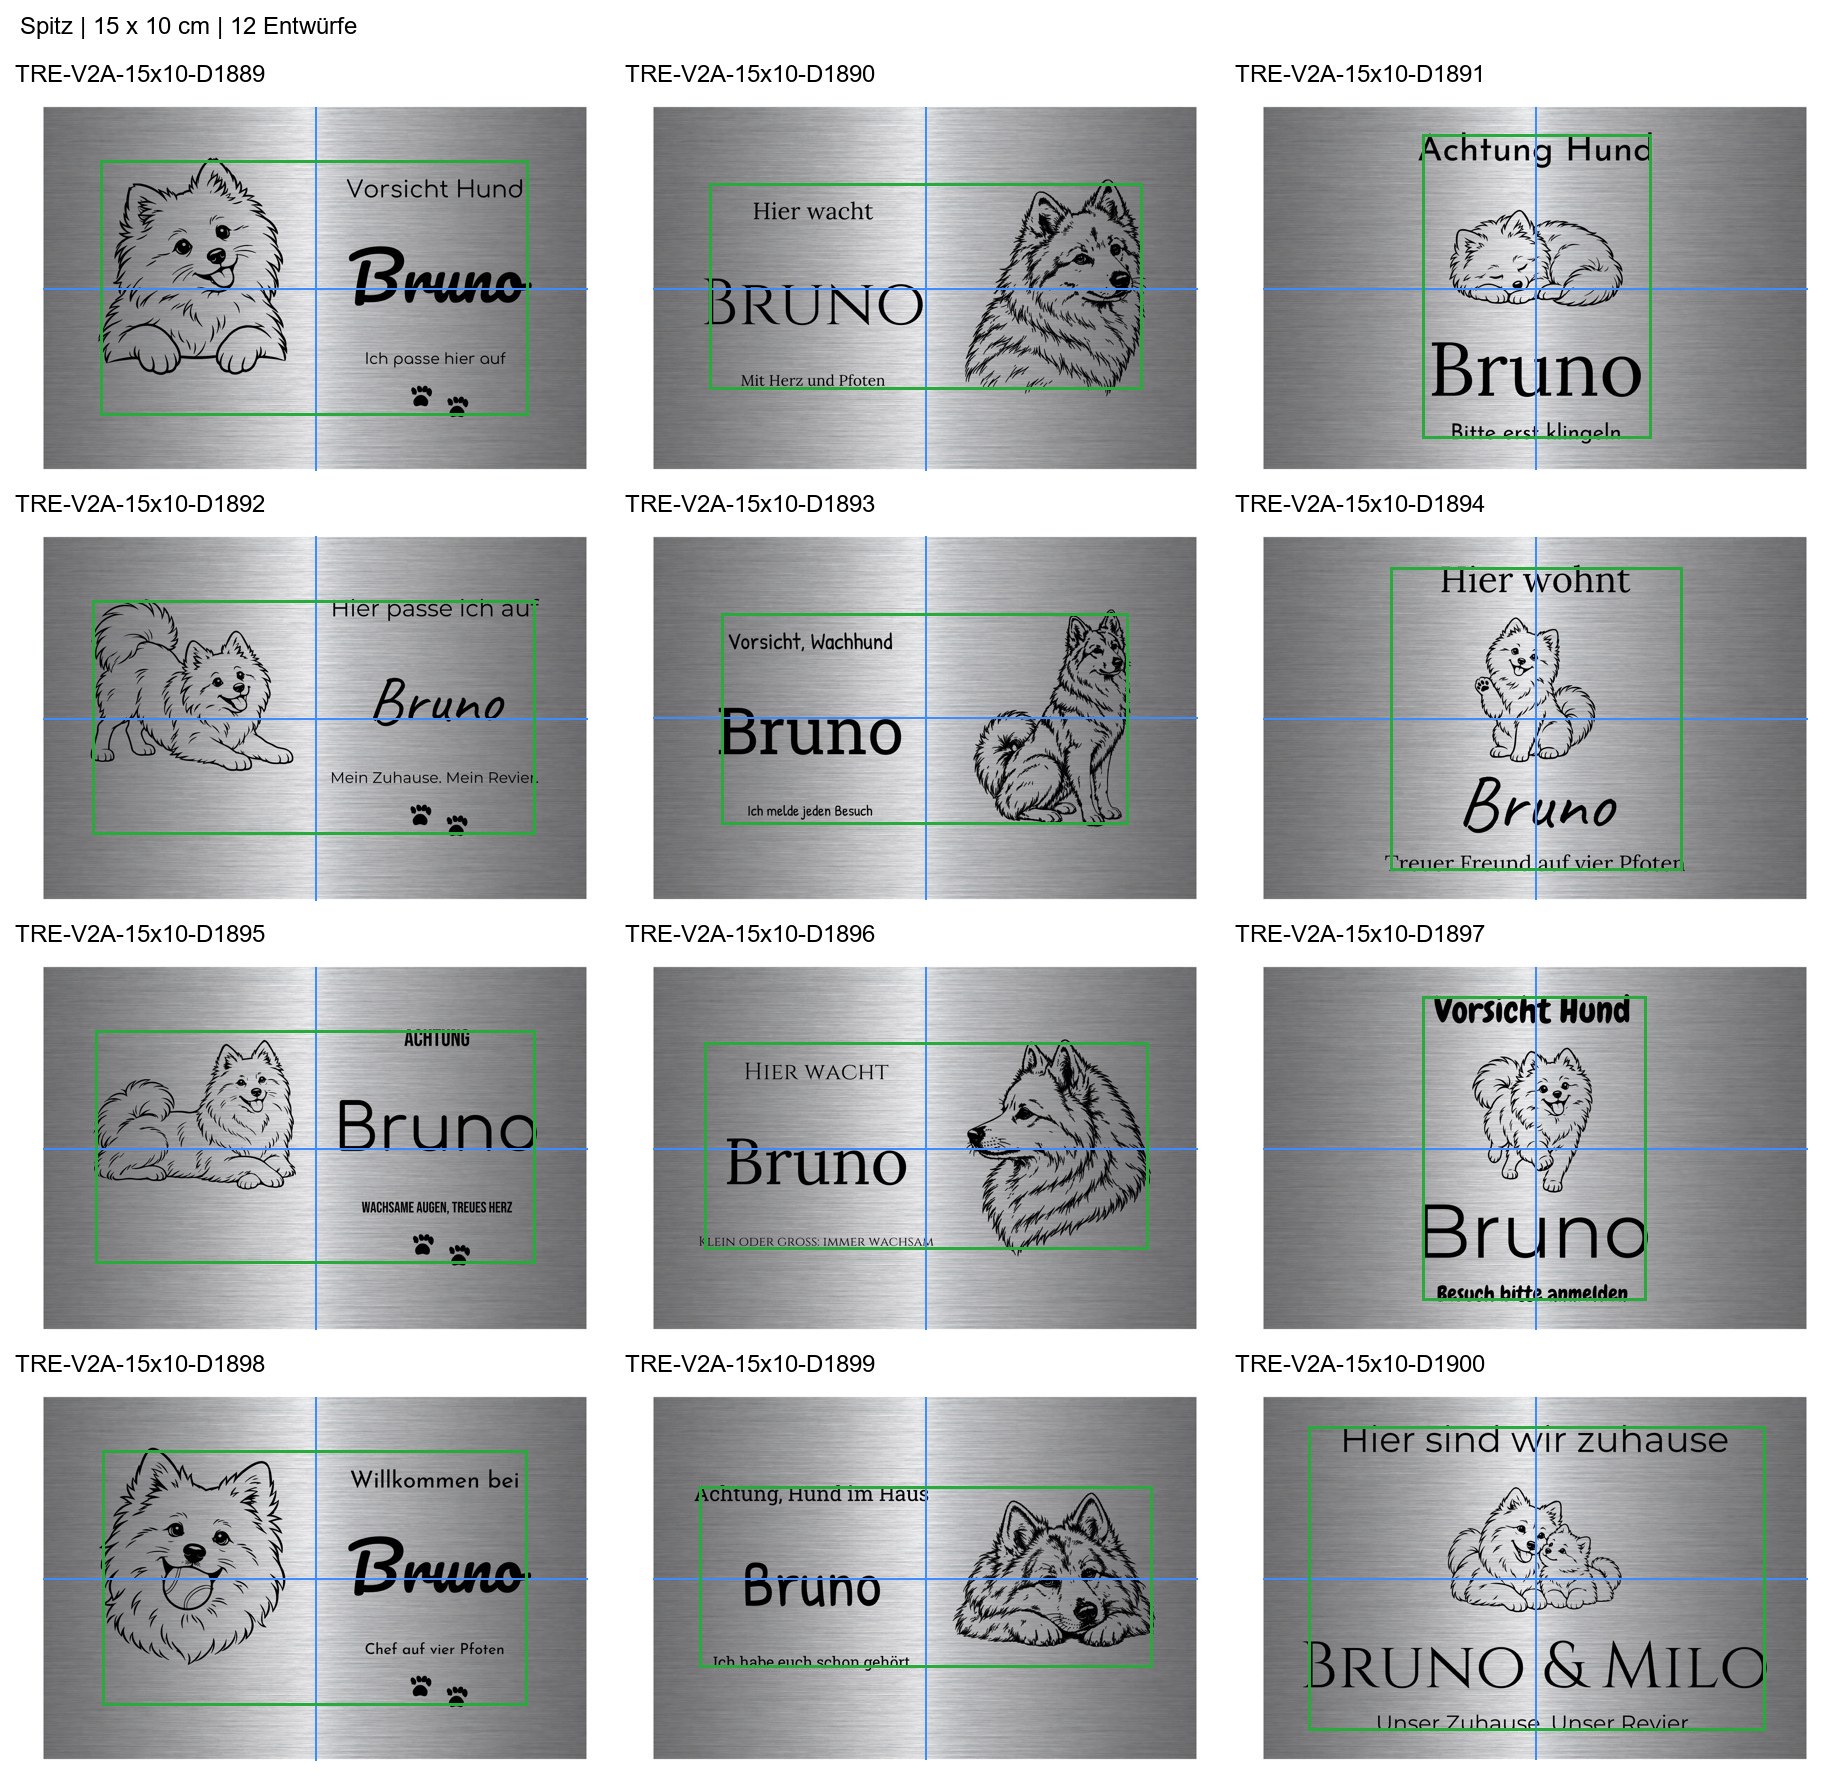 Spitz | 15 x 10 cm | 12 Entwürfe
TRE-V2A-15x10-D1889
Vorsicht Hund
Bruno
Ich passe hier auf
TRE-V2A-15x10-D1890
Hier wacht
BRUNO
Mit Herz und Pfoten
TRE-V2A-15x10-D1891
Achtung Hund
Bruno
Bitte erst klingeln
TRE-V2A-15x10-D1892
Hier passe ich auf
Bruno
Mein Zuhause. Mein Revier.
TRE-V2A-15x10-D1893
Vorsicht, Wachhund
Bruno
Ich melde jeden Besuch
TRE-V2A-15x10-D1894
Hier wohnt
Bruno
Treuer Freund auf vier Pfoten
TRE-V2A-15x10-D1895
ACHTUNG
Bruno
WACHSAME AUGEN, TREUES HERZ
TRE-V2A-15x10-D1896
HIER WACHT
Bruno
KLEIN ODER GROSS: IMMER WACHSAM
TRE-V2A-15x10-D1897
Vorsicht Hund
Bruno
Besuch bitte anmelden
TRE-V2A-15x10-D1898
Willkommen bei
Bruno
Chef auf vier Pfoten
TRE-V2A-15x10-D1899
Achtung, Hund im Haus
Bruno
Ich habe euch schon gehört
TRE-V2A-15x10-D1900
Hier sind wir zuhause
BRUNO & MILO
Unser Zuhause. Unser Revier.